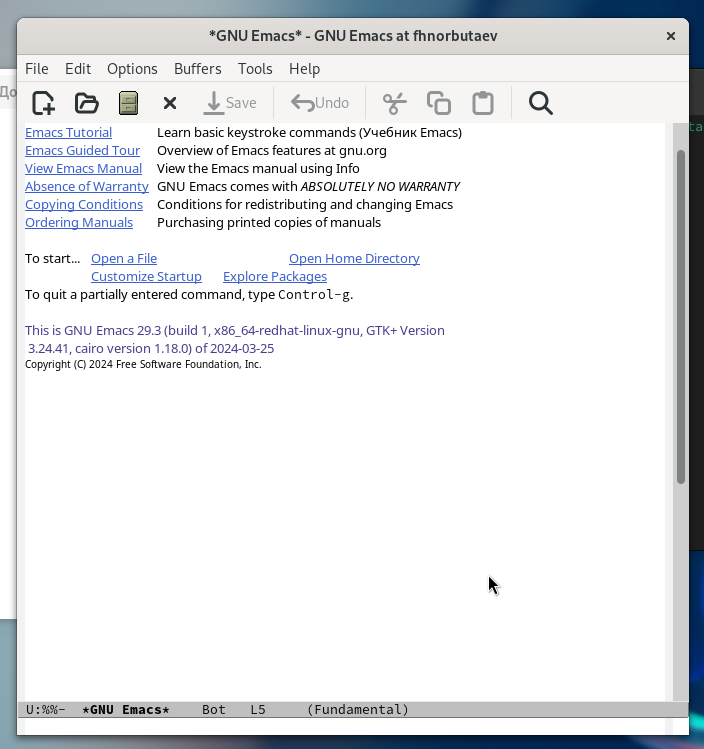 *GNU Emacs* - GNU Emacs at fhnorbutaev
File Edit Options Buffers Tools Help
До
Save Undo
ta
Emacs Tutorial Learn basic keystroke commands (Учебник Emacs)
Emacs Guided Tour Overview of Emacs features at gnu.org
View Emacs Manual View the Emacs manual using Info
Absence of Warranty GNU Emacs comes with ABSOLUTELY NO WARRANTY
Copying Conditions Conditions for redistributing and changing Emacs
Ordering Manuals Purchasing printed copies of manuals
To start... Open a File Open Home Directory
Customize Startup Explore Packages
To quit a partially entered command, type Control-g.
This is GNU Emacs 29.3 (build 1, x86_64-redhat-linux-gnu, GTK+ Version
3.24.41, cairo version 1.18.0) of 2024-03-25
Copyright (C) 2024 Free Software Foundation, Inc.
U:%%- *GNU Emacs* Bot L5 (Fundamental)